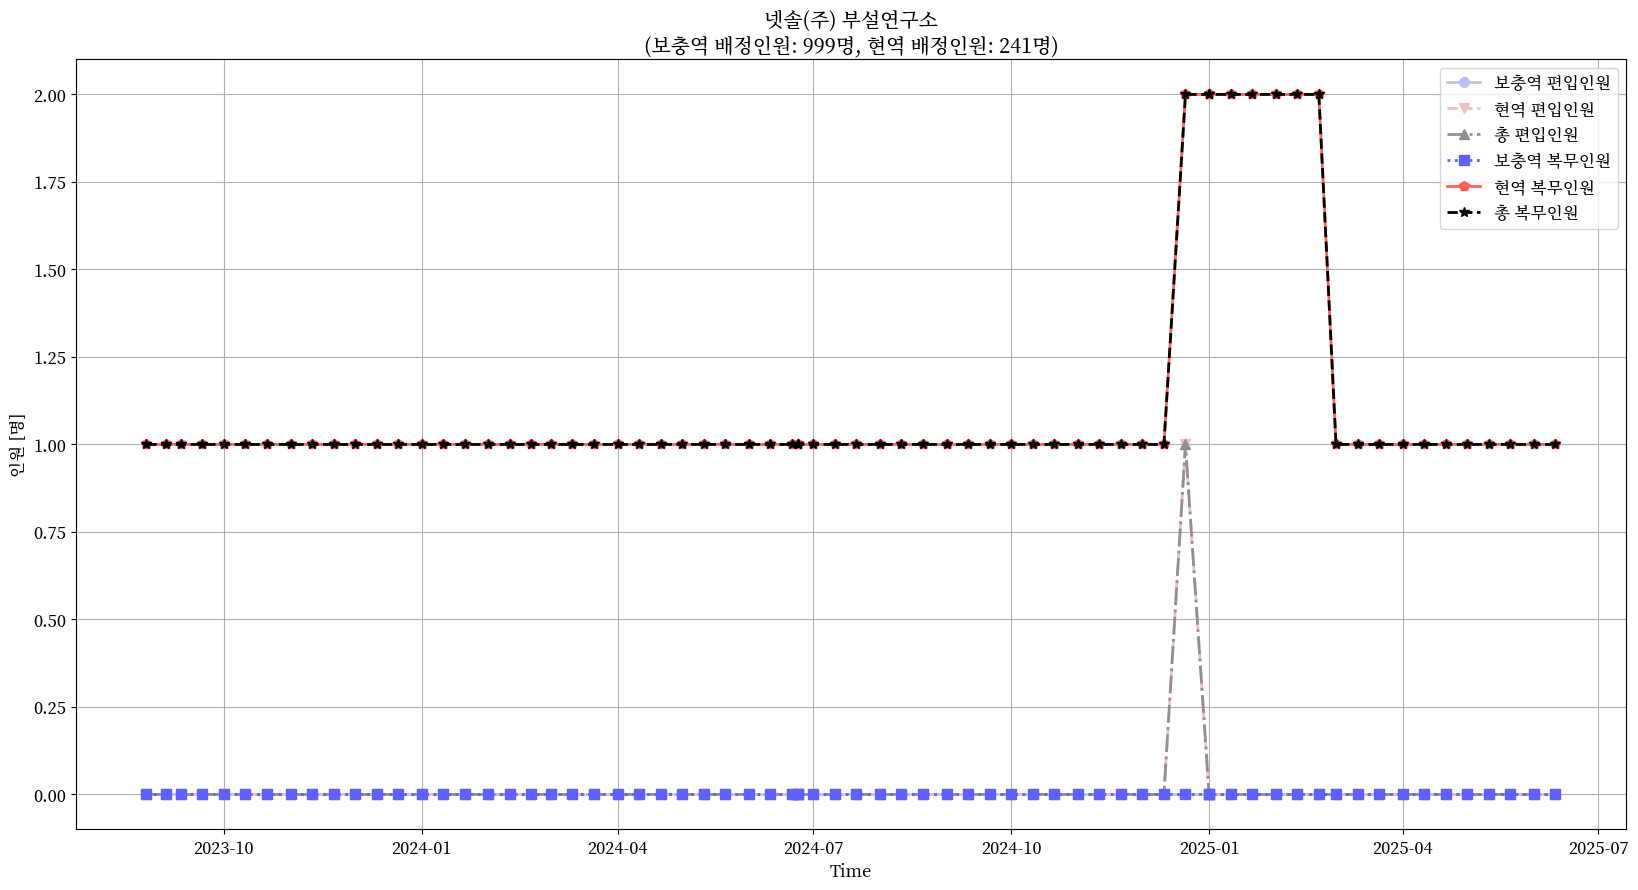 넷솔(주) 부설연구소
(보충역 배정인원: 999명, 현역 배정인원: 241명)
보충역 편입인원
현역 편입인원
총 편입인원
보충역 복무인원
현역 복무인원
총 복무인원
2.00
1.75
1.50
1.25
1.00
0.75
0.50
0.25
0.00
인원 [명]
2023-10
2024-01
2024-04
2024-07
2024-10
2025-01
2025-04
2025-07
Time